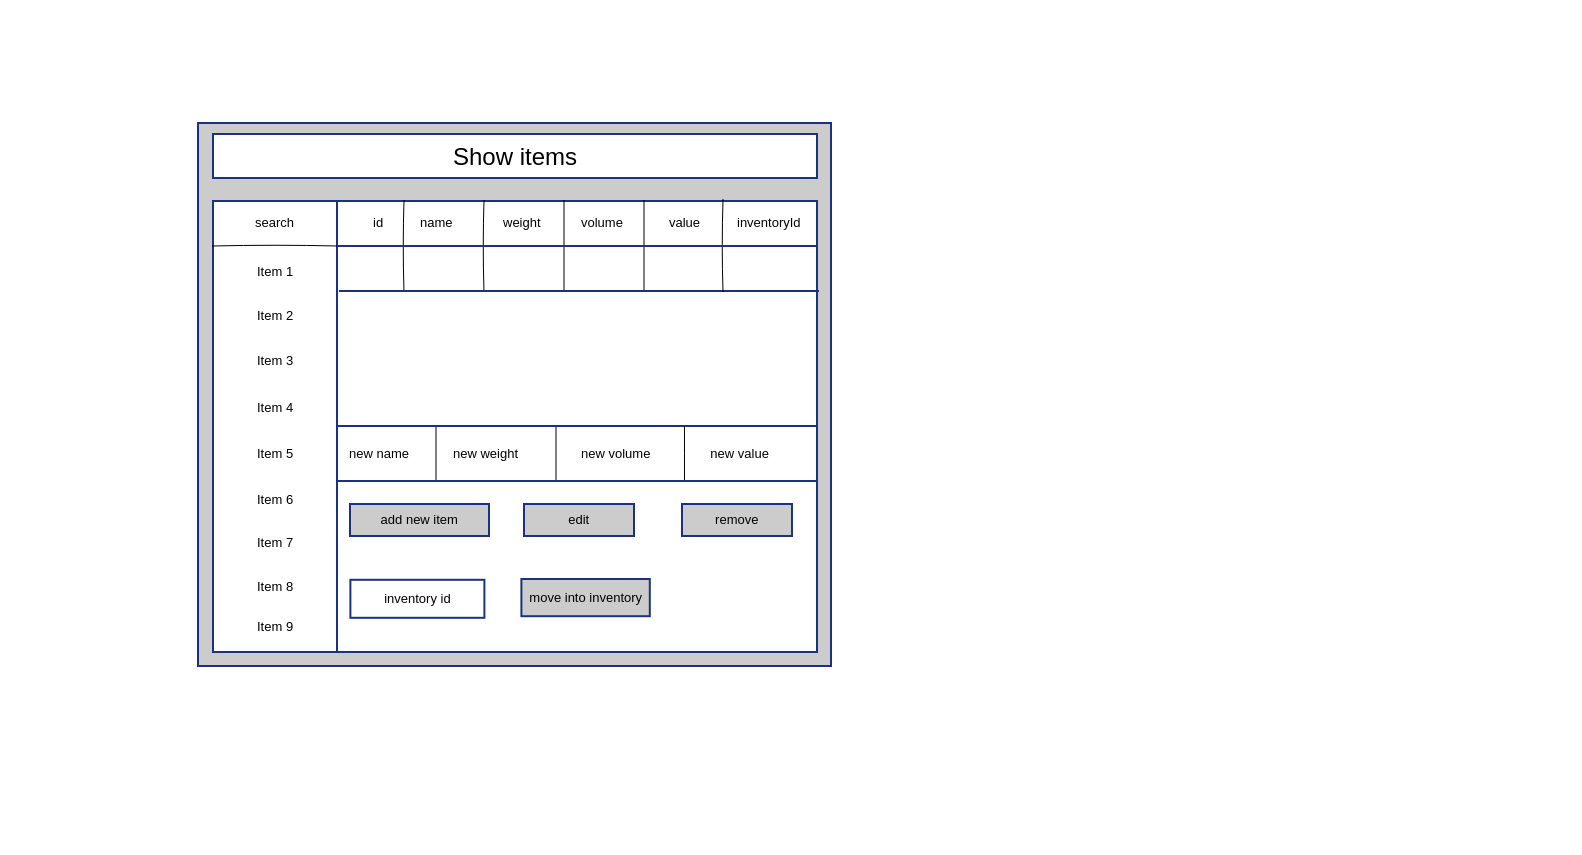 Show items
search id name weight volume value inventoryId
Item 1
Item 2
Item 3
Item 4
Item 5 new name new weight new volume new value
Item 6
add new item edit remove
Item 7
Item 8
inventory id move into inventory
Item 9